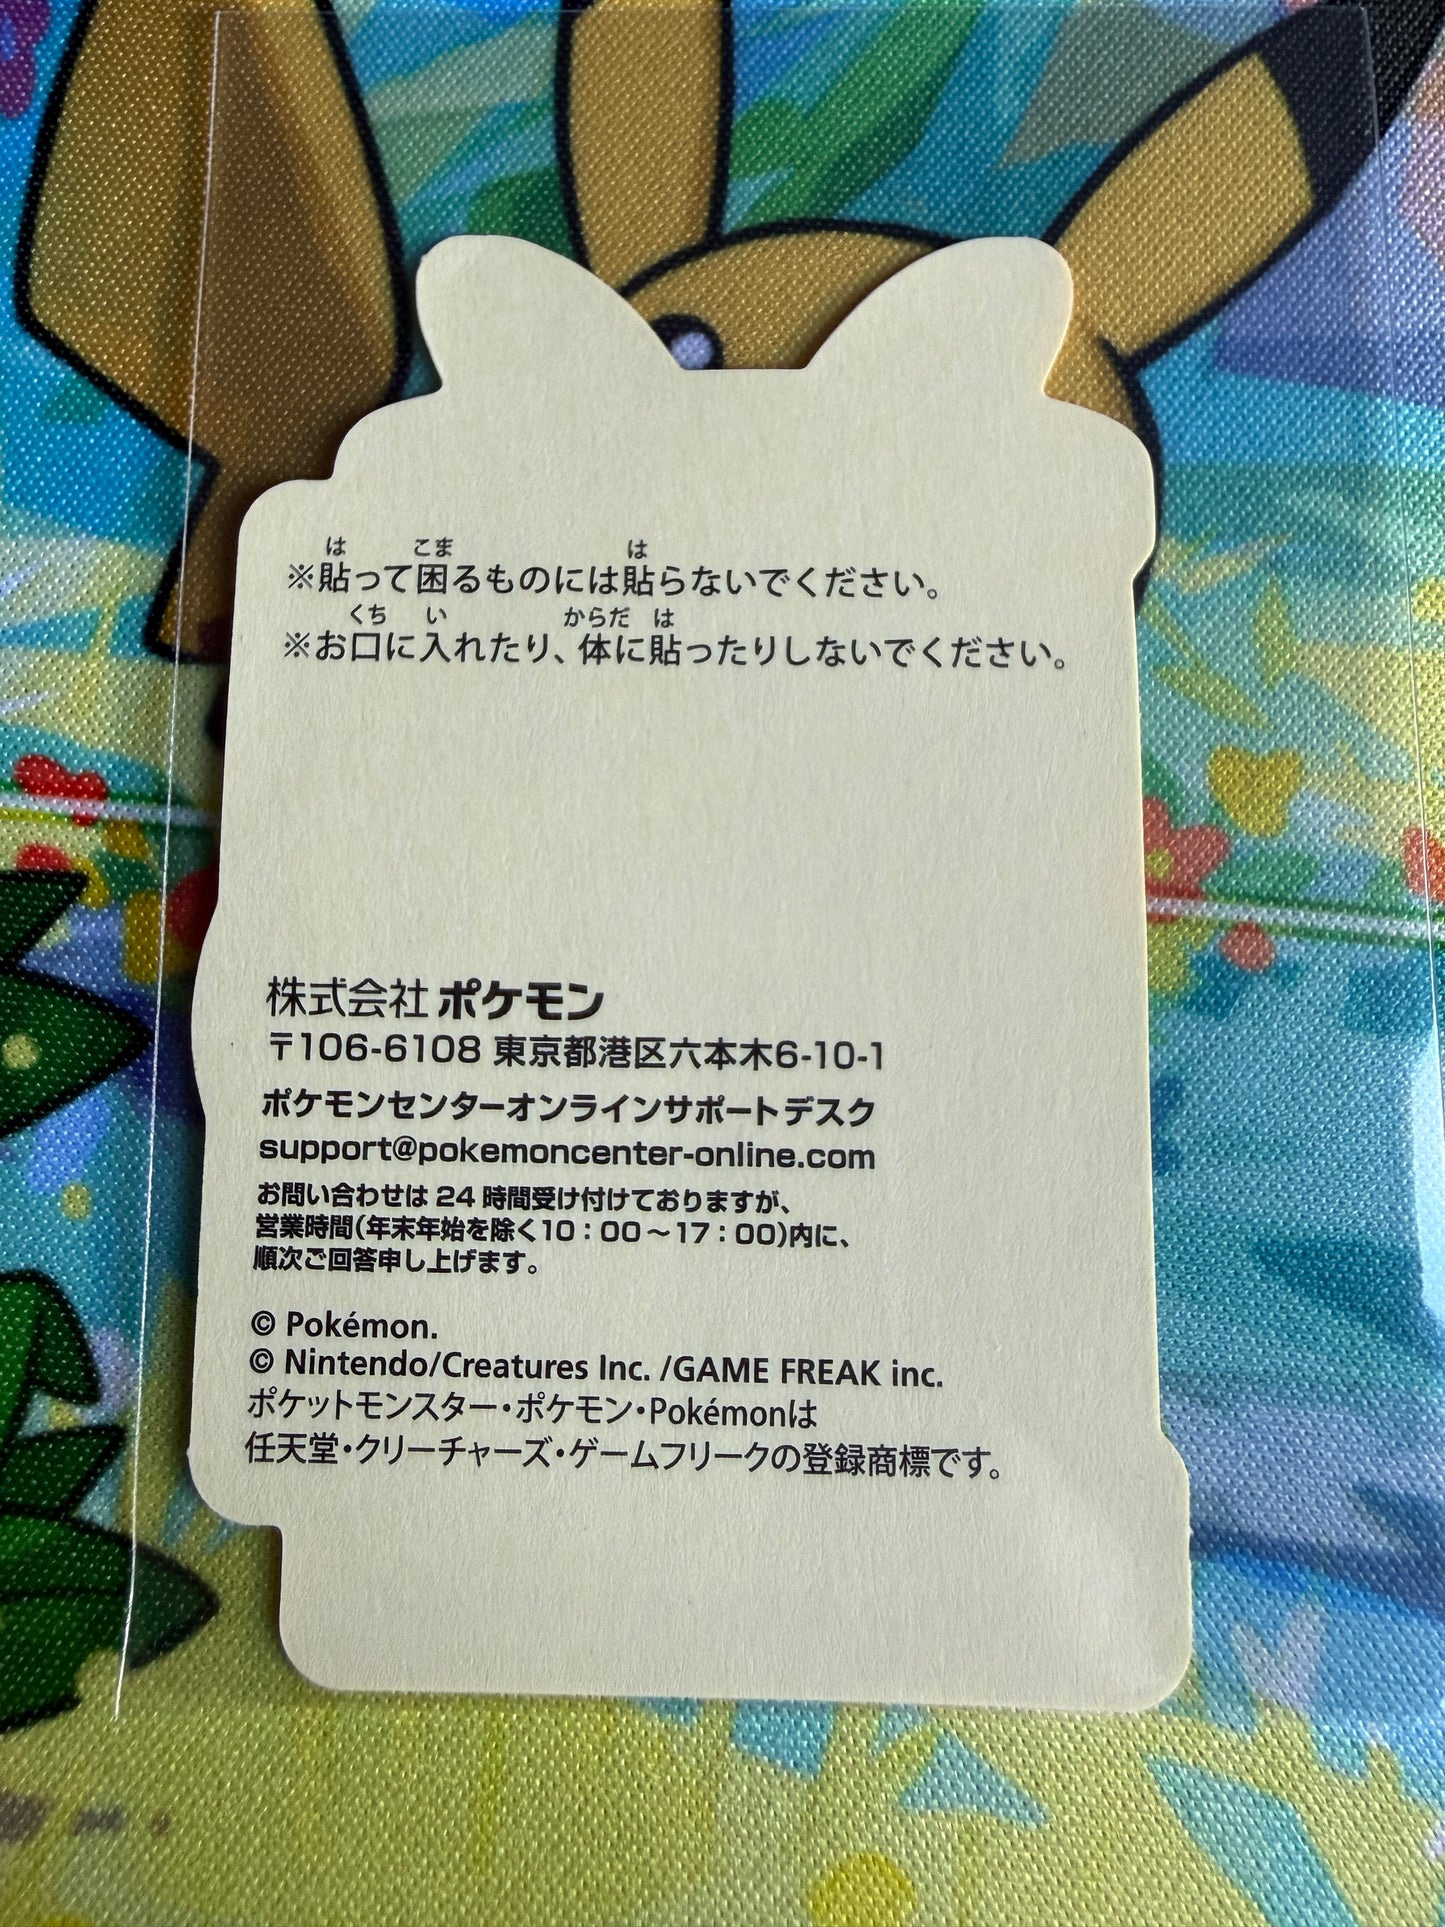 は こま は
※貼って困るものには貼らないでください。
くち い からだ は
※お口に入れたり、体に貼ったりしないでください。
株式会社 ポケモン
〒106-6108 東京都港区六本木6-10-1
ポケモンセンターオンラインサポートデスク
support@pokemoncenter-online.com
お問い合わせは 24 時間受け付けておりますが、
営業時間(年末年始を除く10：00～17：00)内に、
順次ご回答申し上げます。
© Pokémon.
© Nintendo/Creatures Inc. /GAME FREAK inc.
ポケットモンスター・ポケモン・Pokémonは
任天堂・クリーチャーズ・ゲームフリークの登録商標です。